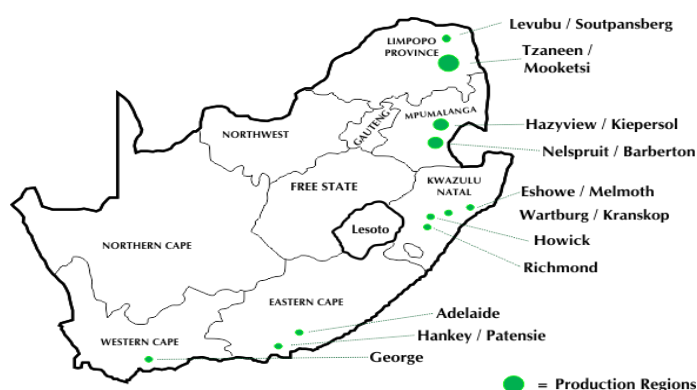 Levubu / Soutpansberg
LIMPOPO
PROVINCE
Tzaneen /
Mooketsi
MPUMALANGA
GAUTENG
NORTHWEST
Hazyview / Kiepersol
Nelspruit / Barberton
FREE STATE
KWAZULU
NATAL
Eshowe / Melmoth
Wartburg / Kranskop
Lesoto
Howick
NORTHERN CAPE
Richmond
EASTERN CAPE
Adelaide
Hankey / Patensie
WESTERN CAPE
George
= Production Regions